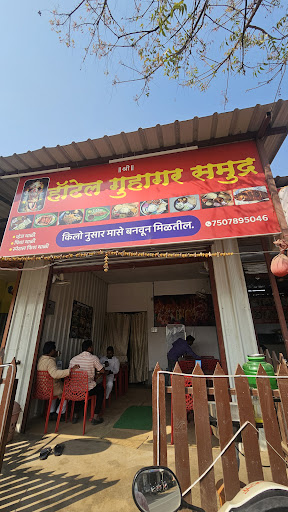 || श्री ||
हॉटेल गुहागर समुद्र
किलो नुसार मासे बनवून मिळतील.
7507895046